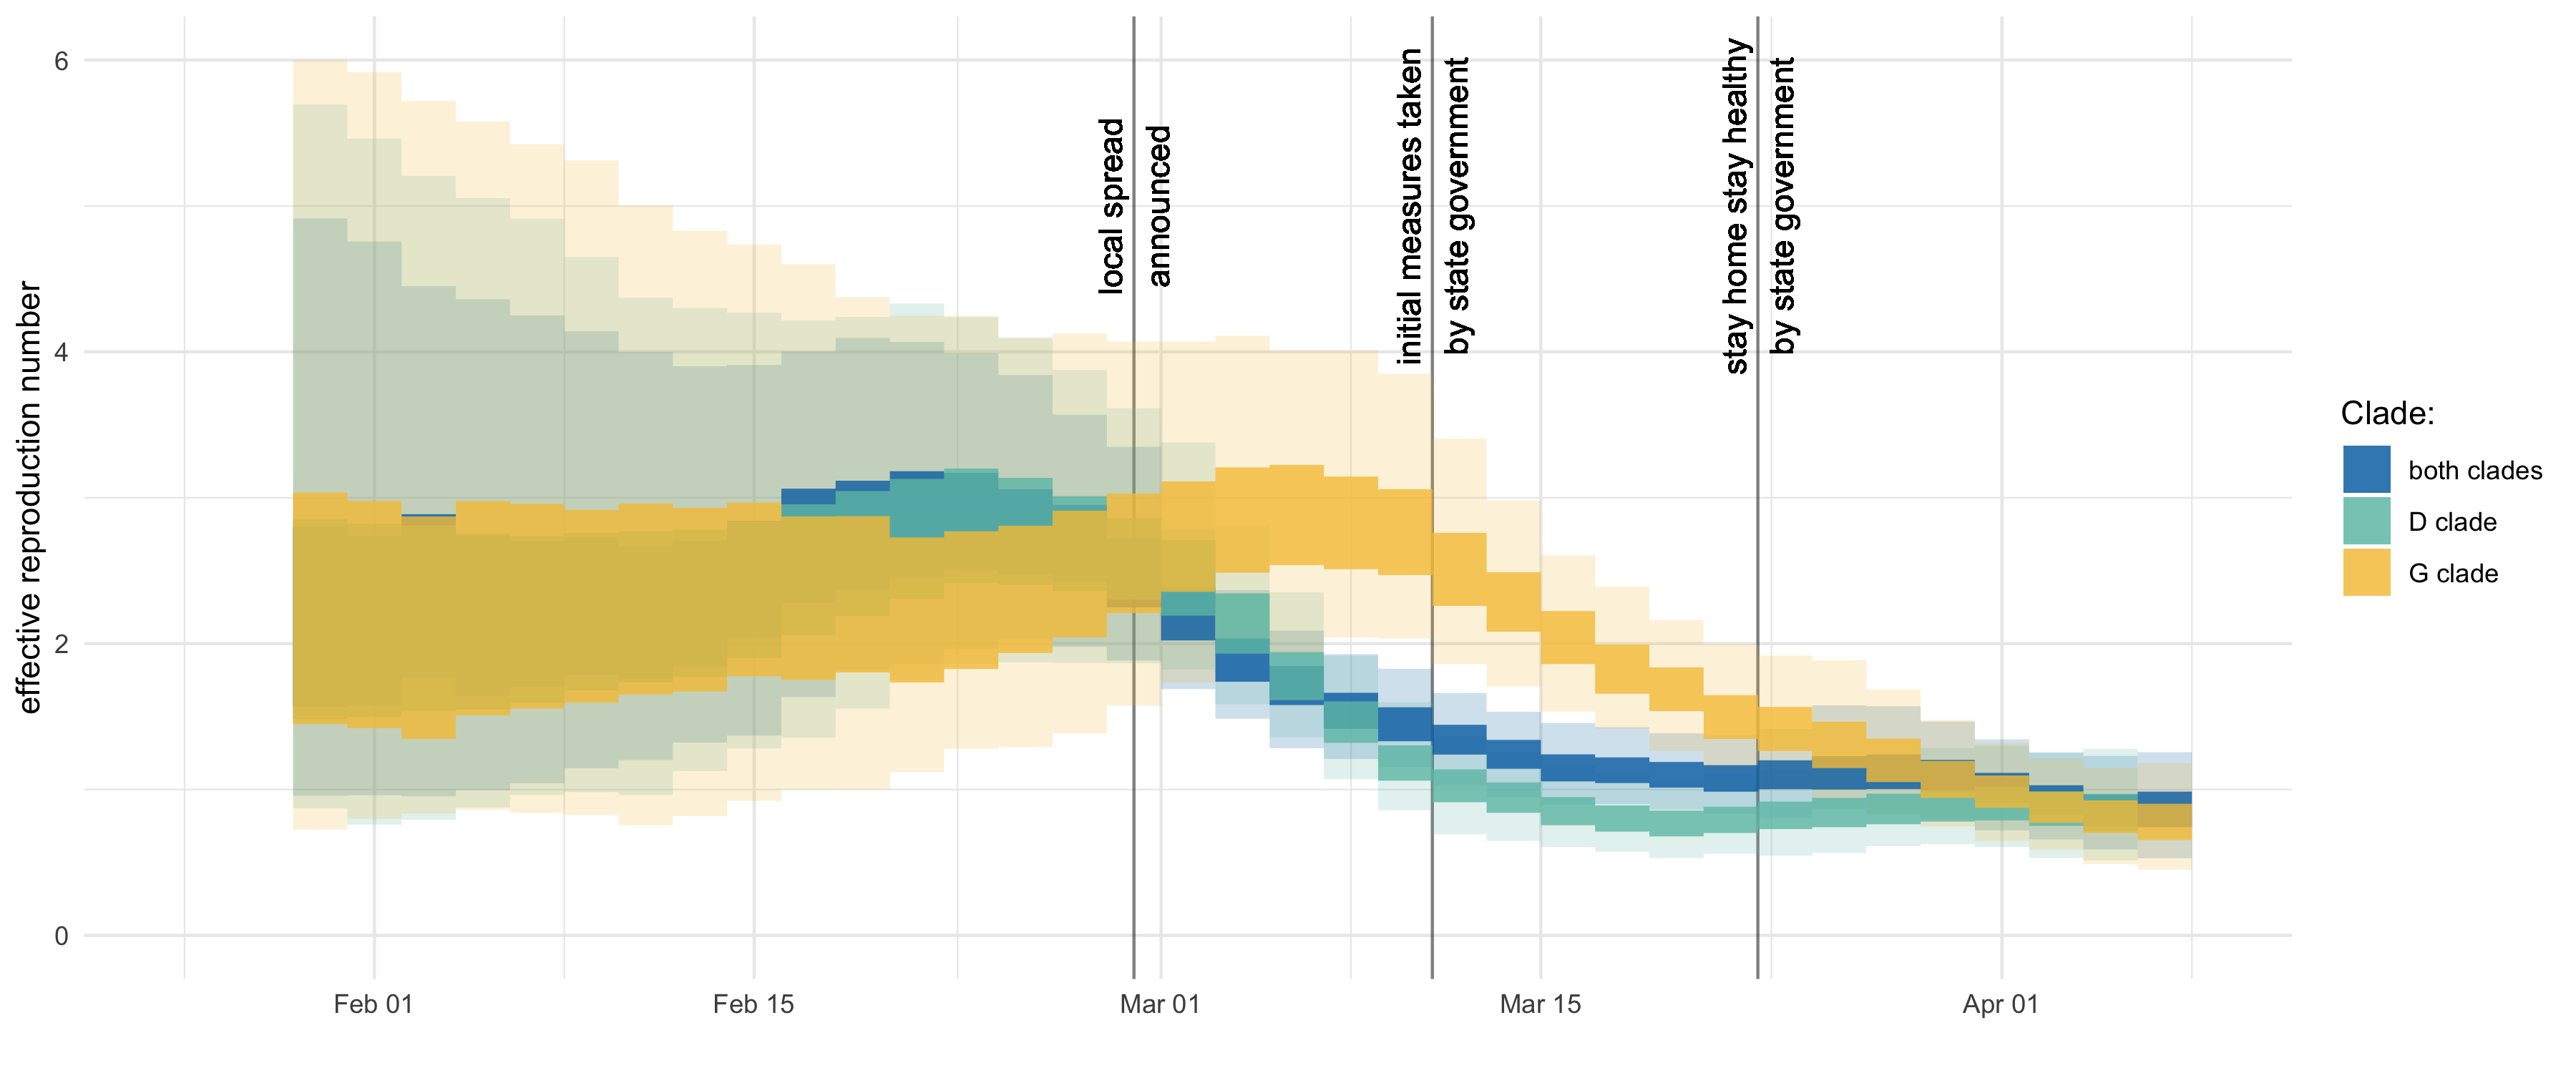 6
4
2
0
effective reproduction number
local spread
announced
initial measures taken
by state government
stay home stay healthy
by state government
Feb 01
Feb 15
Mar 01
Mar 15
Apr 01
Clade:
both clades
D clade
G clade